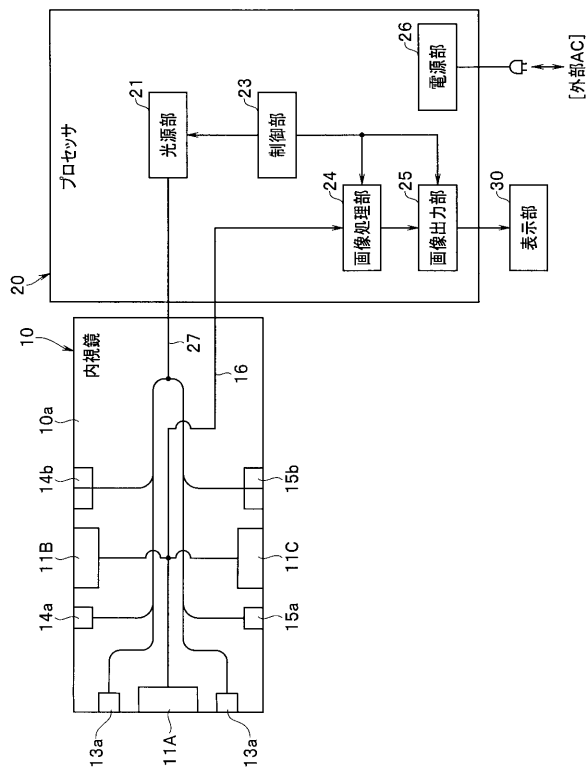 20
プロセッサ
21
光源部
23
制御部
24
画像処理部
25
画像出力部
26
電源部
[外部AC]
30
表示部
10
内視鏡
10a
27
16
14b
11B
14a
15b
11C
15a
13a
11A
13a